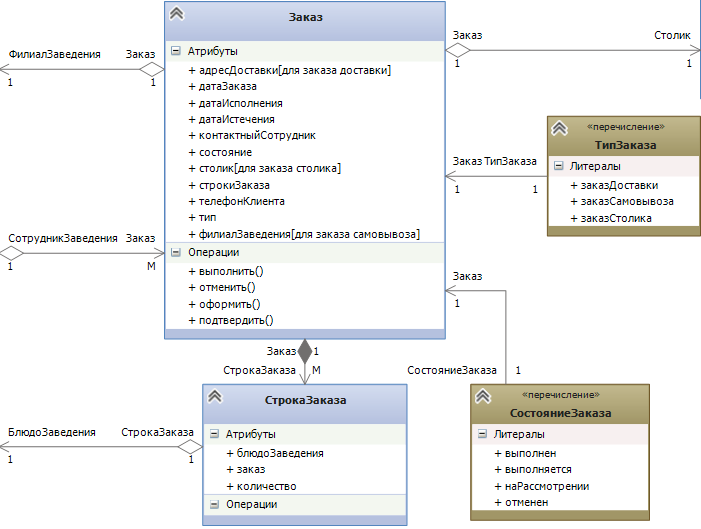 Заказ
Атрибуты
+ адресДоставки[для заказа доставки]
+ датаЗаказа
+ датаИсполнения
+ датаИстечения
+ контактныйСотрудник
+ состояние
+ столик[для заказа столика]
+ строкиЗаказа
+ телефонКлиента
+ тип
+ филиалЗаведения[для заказа самовывоза]
Операции
+ выполнить()
+ отменить()
+ оформить()
+ подтвердить()
ФилиалЗаведения Заказ
1 1
СотрудникЗаведения Заказ
1 М
Заказ Столик
1 1
Заказ ТипЗаказа
1 1
«перечисление»
ТипЗаказа
Литералы
+ заказДоставки
+ заказСамовывоза
+ заказСтолика
Заказ
1
СостояниеЗаказа 1
Заказ 1
СтрокаЗаказа М
СтрокаЗаказа
Атрибуты
+ блюдоЗаведения
+ заказ
+ количество
Операции
БлюдоЗаведения СтрокаЗаказа
1 1
«перечисление»
СостояниеЗаказа
Литералы
+ выполнен
+ выполняется
+ наРассмотрении
+ отменен